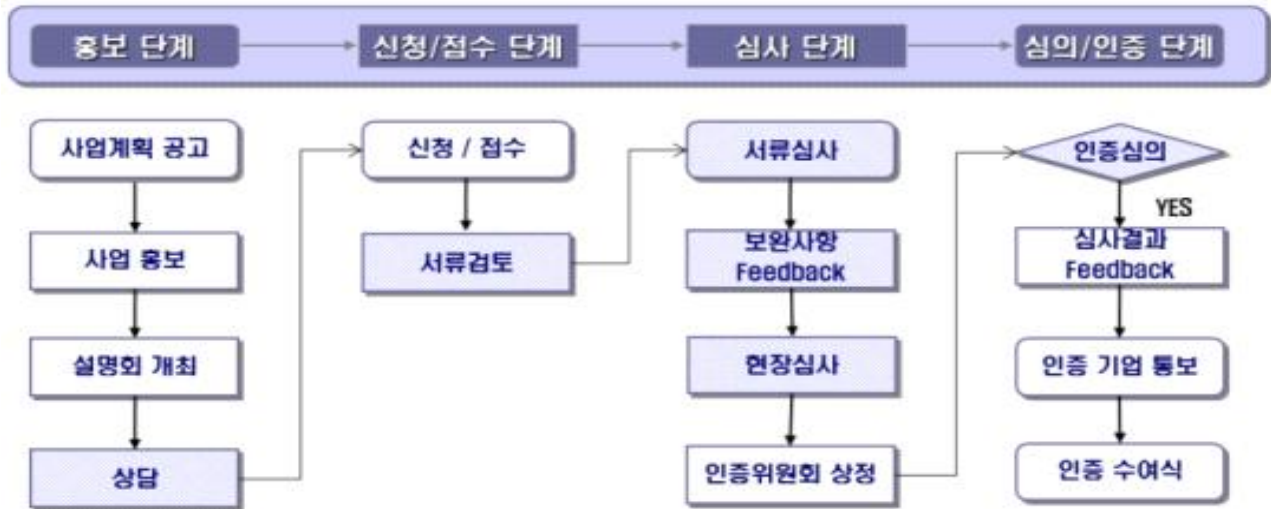 홍보 단계
신청/접수 단계
심사 단계
심의/인증 단계
사업계획 공고
사업 홍보
설명회 개최
상담
신청 / 접수
서류검토
서류심사
보완사항
Feedback
현장심사
인증위원회 상정
인증심의
YES
심사결과
Feedback
인증 기업 통보
인증 수여식